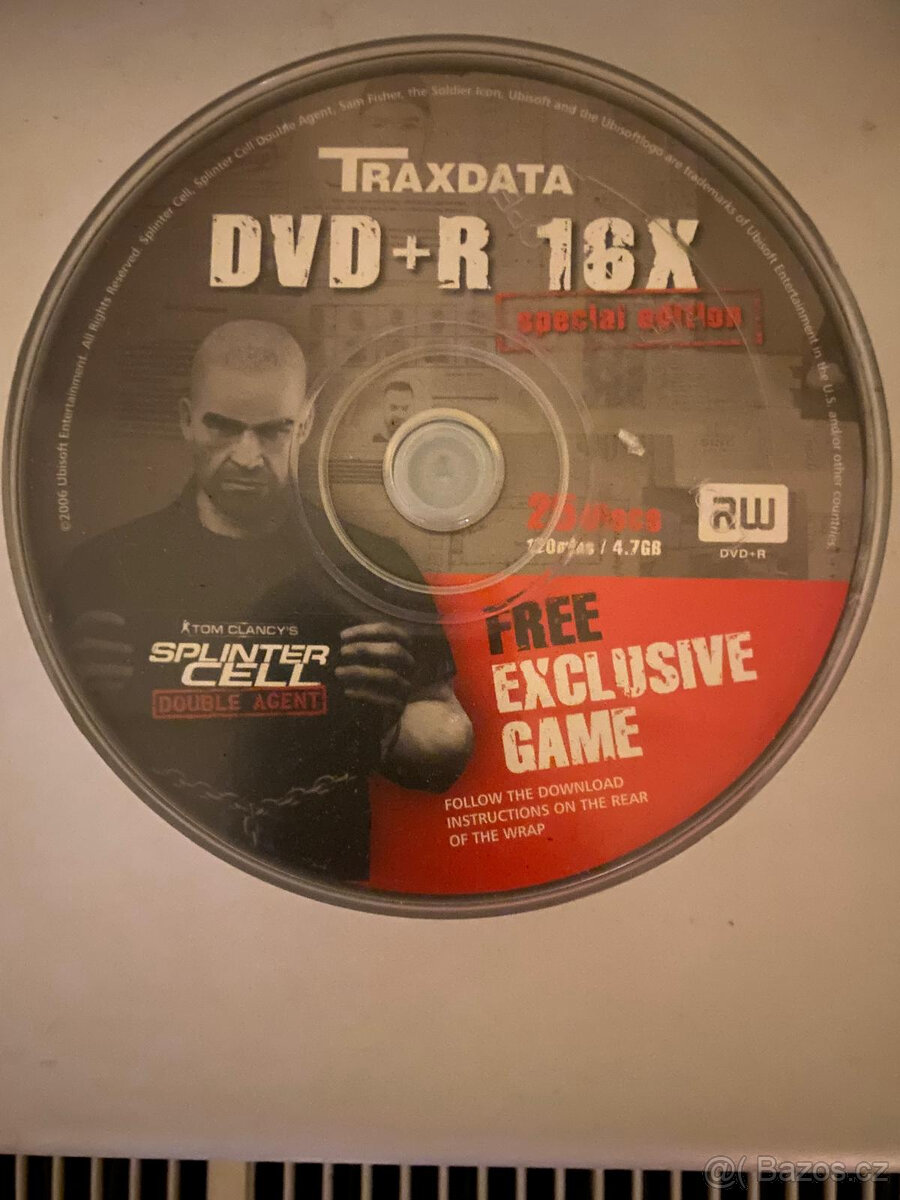 ©2006 Ubisoft Entertainment. All Rights Reserved. Splinter Cell, Splinter Cell Double Agent, Sam Fisher, the Soldier Icon, Ubisoft and the Ubisoft logo are trademarks of Ubisoft Entertainment in the U.S. and/or other countries.
TRAXDATA
DVD+R 16X
special edition
25 discs
120mins / 4.7GB
RW
DVD+R
TOM CLANCY'S
SPLINTER
CELL
DOUBLE AGENT
FREE
EXCLUSIVE
GAME
FOLLOW THE DOWNLOAD
INSTRUCTIONS ON THE REAR
OF THE WRAP
@( Bazos.cz